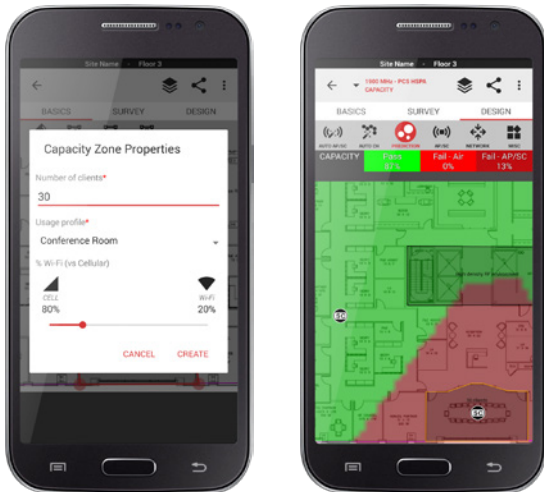 Site Name - Floor 3
BASICS SURVEY DESIGN
Capacity Zone Properties
Number of clients*
30
Usage profile*
Conference Room
% Wi-Fi (vs Cellular)
CELL Wi-Fi
80% 20%
CANCEL CREATE
Site Name - Floor 3
1900 MHz - PCS HSPA
CAPACITY
BASICS SURVEY DESIGN
AUTO AP/SC AUTO CH PREDICTION AP/SC NETWORK MISC
CAPACITY Pass Fail - Air Fail - AP/SC
87% 0% 13%
SC
SC